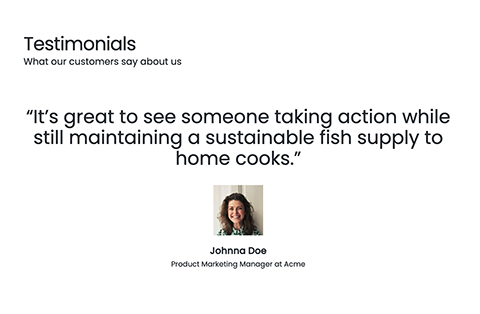 Testimonials
What our customers say about us
“It’s great to see someone taking action while
still maintaining a sustainable fish supply to
home cooks.”
Johnna Doe
Product Marketing Manager at Acme